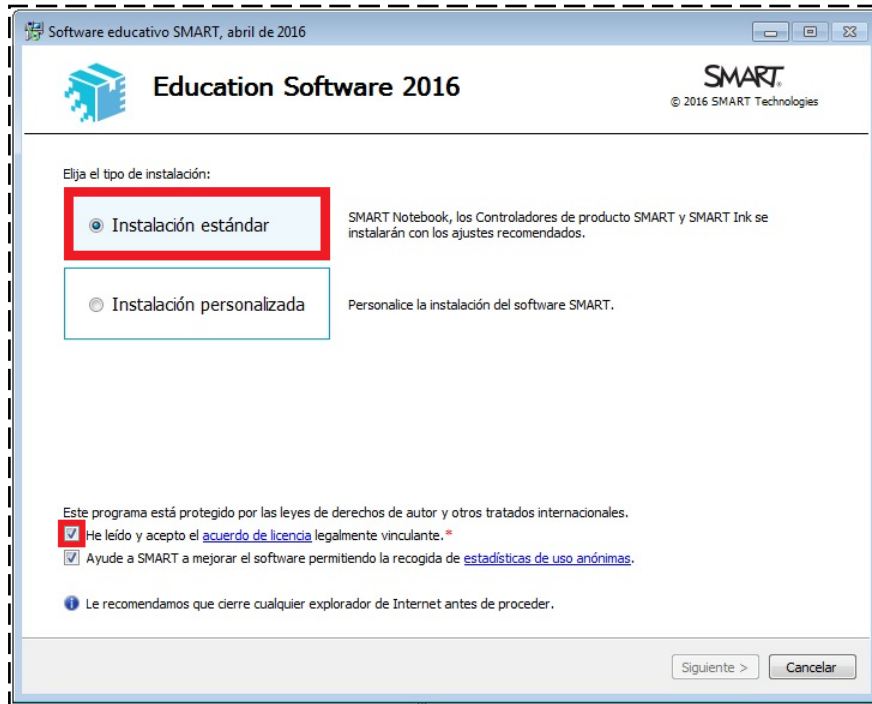 Software educativo SMART, abril de 2016
Education Software 2016
SMART®
© 2016 SMART Technologies
Elija el tipo de instalación:
Instalación estándar
SMART Notebook, los Controladores de producto SMART y SMART Ink se
instalarán con los ajustes recomendados.
Instalación personalizada
Personalice la instalación del software SMART.
Este programa está protegido por las leyes de derechos de autor y otros tratados internacionales.
He leído y acepto el acuerdo de licencia legalmente vinculante.*
Ayude a SMART a mejorar el software permitiendo la recogida de estadísticas de uso anónimas.
Le recomendamos que cierre cualquier explorador de Internet antes de proceder.
Siguiente >
Cancelar